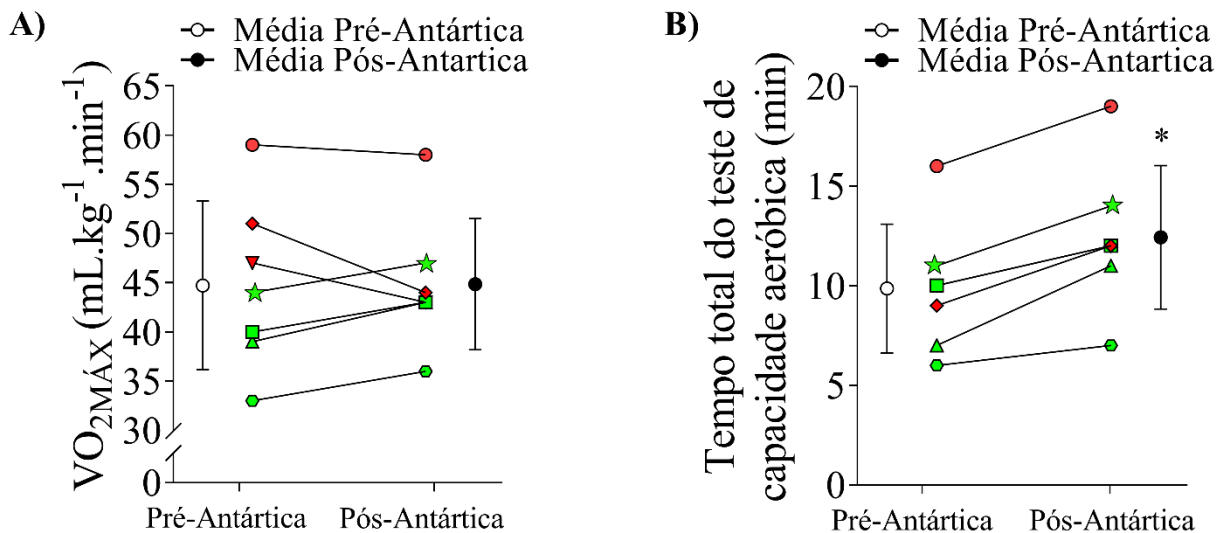 A)
Média Pré-Antártica
Média Pós-Antartica
VO2MÁX (mL.kg-1.min-1)
65
60
55
50
45
40
35
30
0
Pré-Antártica
Pós-Antártica
B)
Média Pré-Antártica
Média Pós-Antartica
Tempo total do teste de
capacidade aeróbica (min)
20
15
10
5
0
*
Pré-Antártica
Pós-Antártica